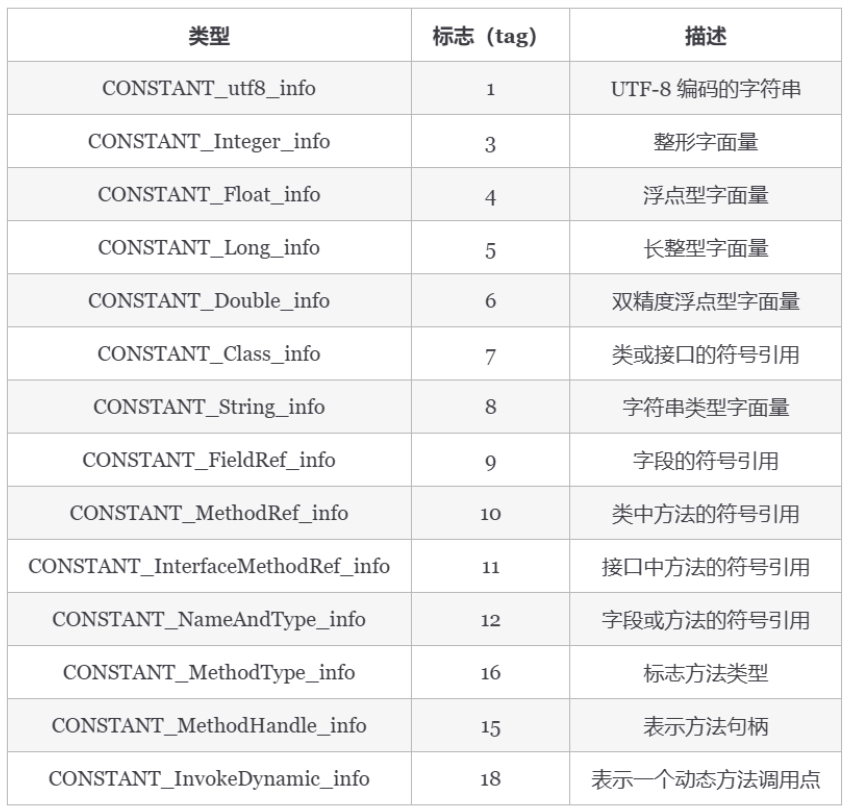 类型 标志（tag） 描述
CONSTANT_utf8_info 1 UTF-8 编码的字符串
CONSTANT_Integer_info 3 整形字面量
CONSTANT_Float_info 4 浮点型字面量
CONSTANT_Long_info 5 长整型字面量
CONSTANT_Double_info 6 双精度浮点型字面量
CONSTANT_Class_info 7 类或接口的符号引用
CONSTANT_String_info 8 字符串类型字面量
CONSTANT_FieldRef_info 9 字段的符号引用
CONSTANT_MethodRef_info 10 类中方法的符号引用
CONSTANT_InterfaceMethodRef_info 11 接口中方法的符号引用
CONSTANT_NameAndType_info 12 字段或方法的符号引用
CONSTANT_MethodType_info 16 标志方法类型
CONSTANT_MethodHandle_info 15 表示方法句柄
CONSTANT_InvokeDynamic_info 18 表示一个动态方法调用点